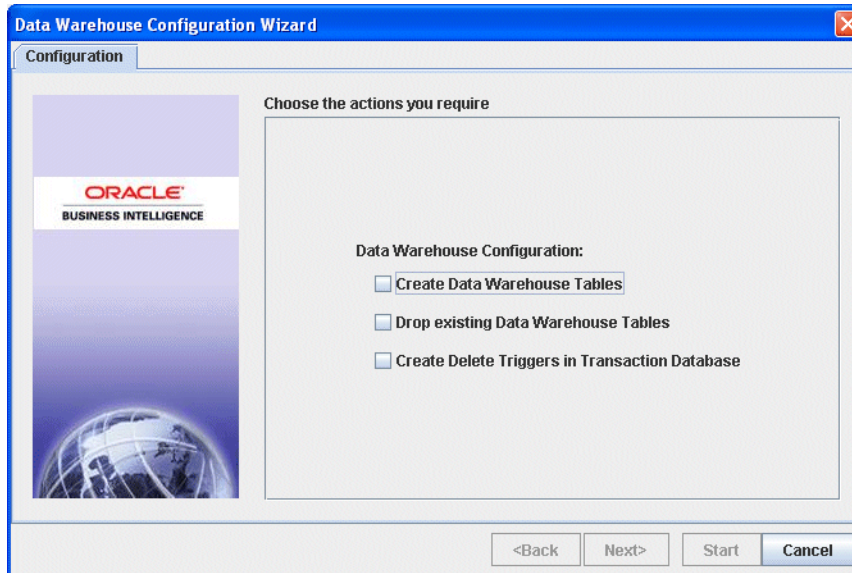 Data Warehouse Configuration Wizard
Configuration
Choose the actions you require
ORACLE
BUSINESS INTELLIGENCE
Data Warehouse Configuration:
Create Data Warehouse Tables
Drop existing Data Warehouse Tables
Create Delete Triggers in Transaction Database
<Back Next> Start Cancel